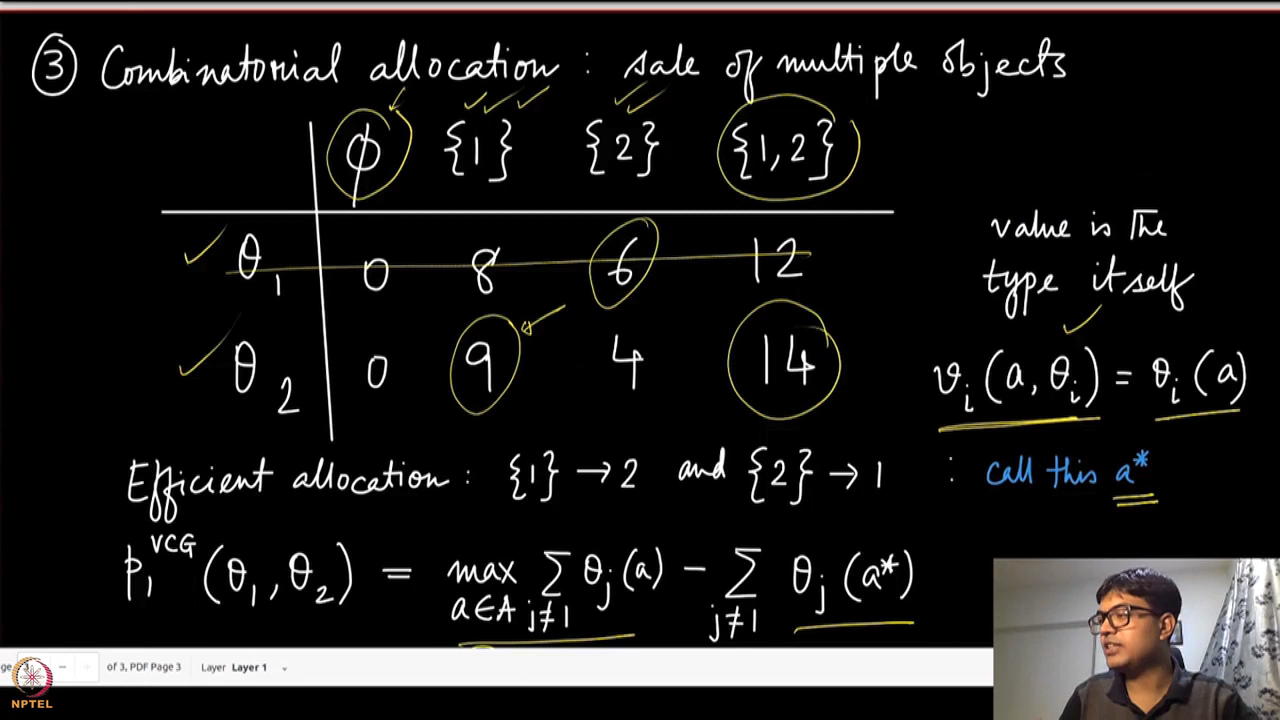 ③ Combinatorial allocation : sale of multiple objects
ϕ {1} {2} {1,2}
θ₁ 0 8 6 12
θ₂ 0 9 4 14
value is the
type itself
vᵢ(a, θᵢ) = θᵢ(a)
Efficient allocation : {1} → 2 and {2} → 1 : call this a*
p₁^VCG (θ₁, θ₂) = max_{a∈A} ∑_{j≠1} θⱼ(a) − ∑_{j≠1} θⱼ(a*)
of 3, PDF Page 3 Layer Layer 1
NPTEL